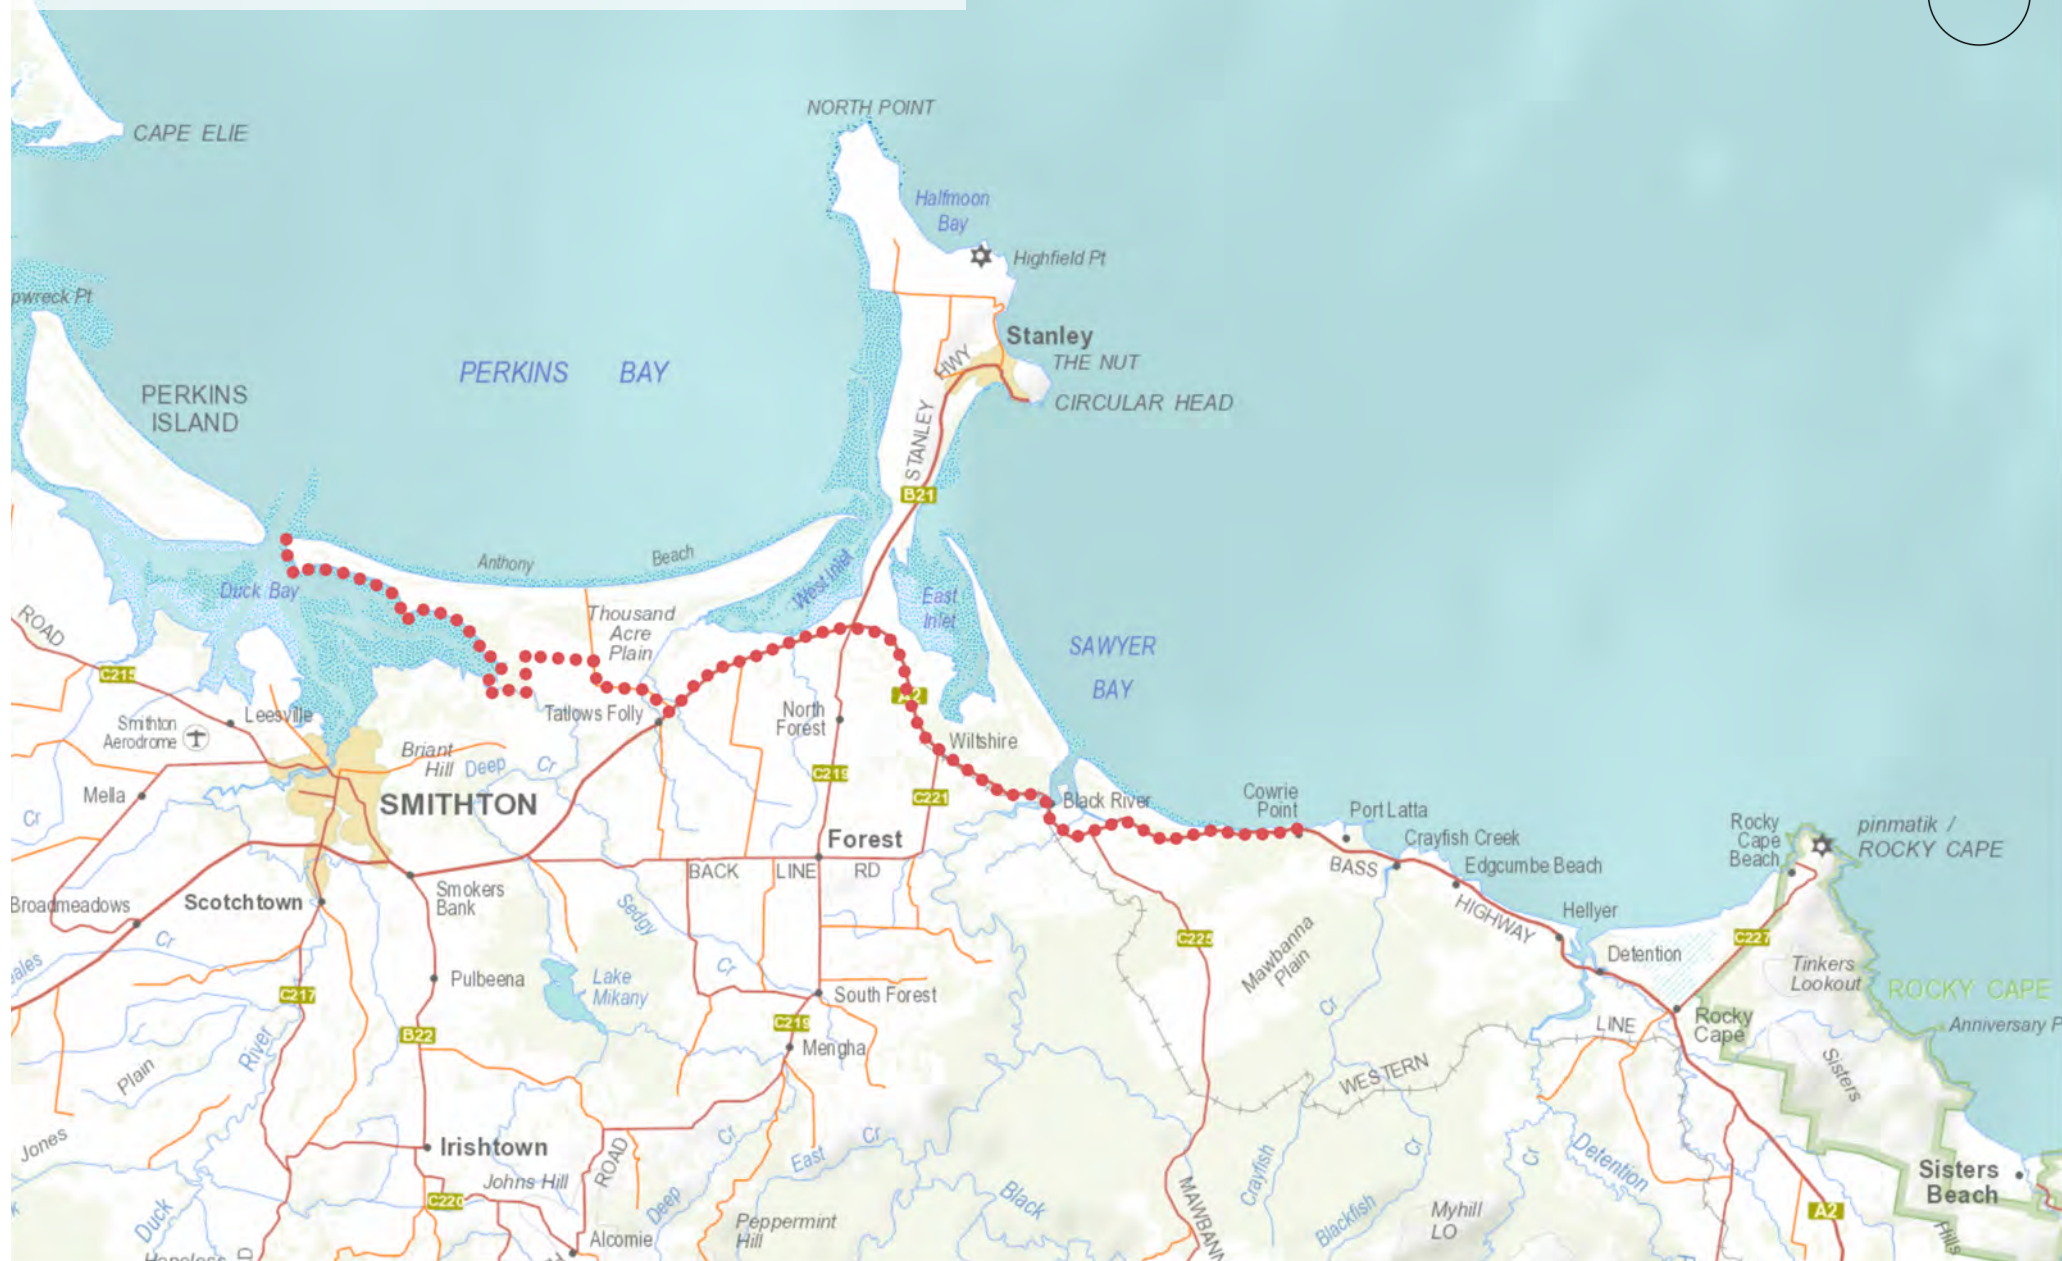 NORTH POINT
CAPE ELIE
Halfmoon
Bay
Highfield Pt
pwreck Pt
Stanley
THE NUT
HWY
PERKINS BAY
PERKINS
ISLAND
CIRCULAR HEAD
STANLEY
B21
Anthony
Beach
West Inlet
Duck Bay
East
Inlet
Thousand
Acre
Plain
ROAD
SAWYER
BAY
C215
A2
Leesville
Smithton
Aerodrome
Tatlows Folly
North
Forest
Wiltshire
Briant
Hill
Deep
Cr
C219
Mella
SMITHTON
C221
Black River
Cowrie
Point
Port Latta
Cr
Forest
Crayfish Creek
Rocky
Cape
Beach
pinmatik /
ROCKY CAPE
BACK LINE RD
BASS
Edgcumbe Beach
Smokers
Bank
Scotchtown
Broadmeadows
Sedgy
HIGHWAY
Hellyer
Cr
C225
C227
Mawbanna
Plain
Detention
ales
Cr
Tinkers
Lookout
Pulbeena
Lake
Mikany
C217
South Forest
ROCKY CAPE
Cr
C219
Rocky
Cape
LINE
Anniversary P
B22
River
Mengha
Plain
WESTERN
Sisters
Jones
Irishtown
ROAD
Cr
Cr
East
Cr
Cr
Detention
Johns Hill
Crayfish
Sisters
Beach
C220
Duck
Deep
Black
MAWBANN
Blackfish
Myhill
LO
A2
Peppermint
Hill
Hills
Alcomie